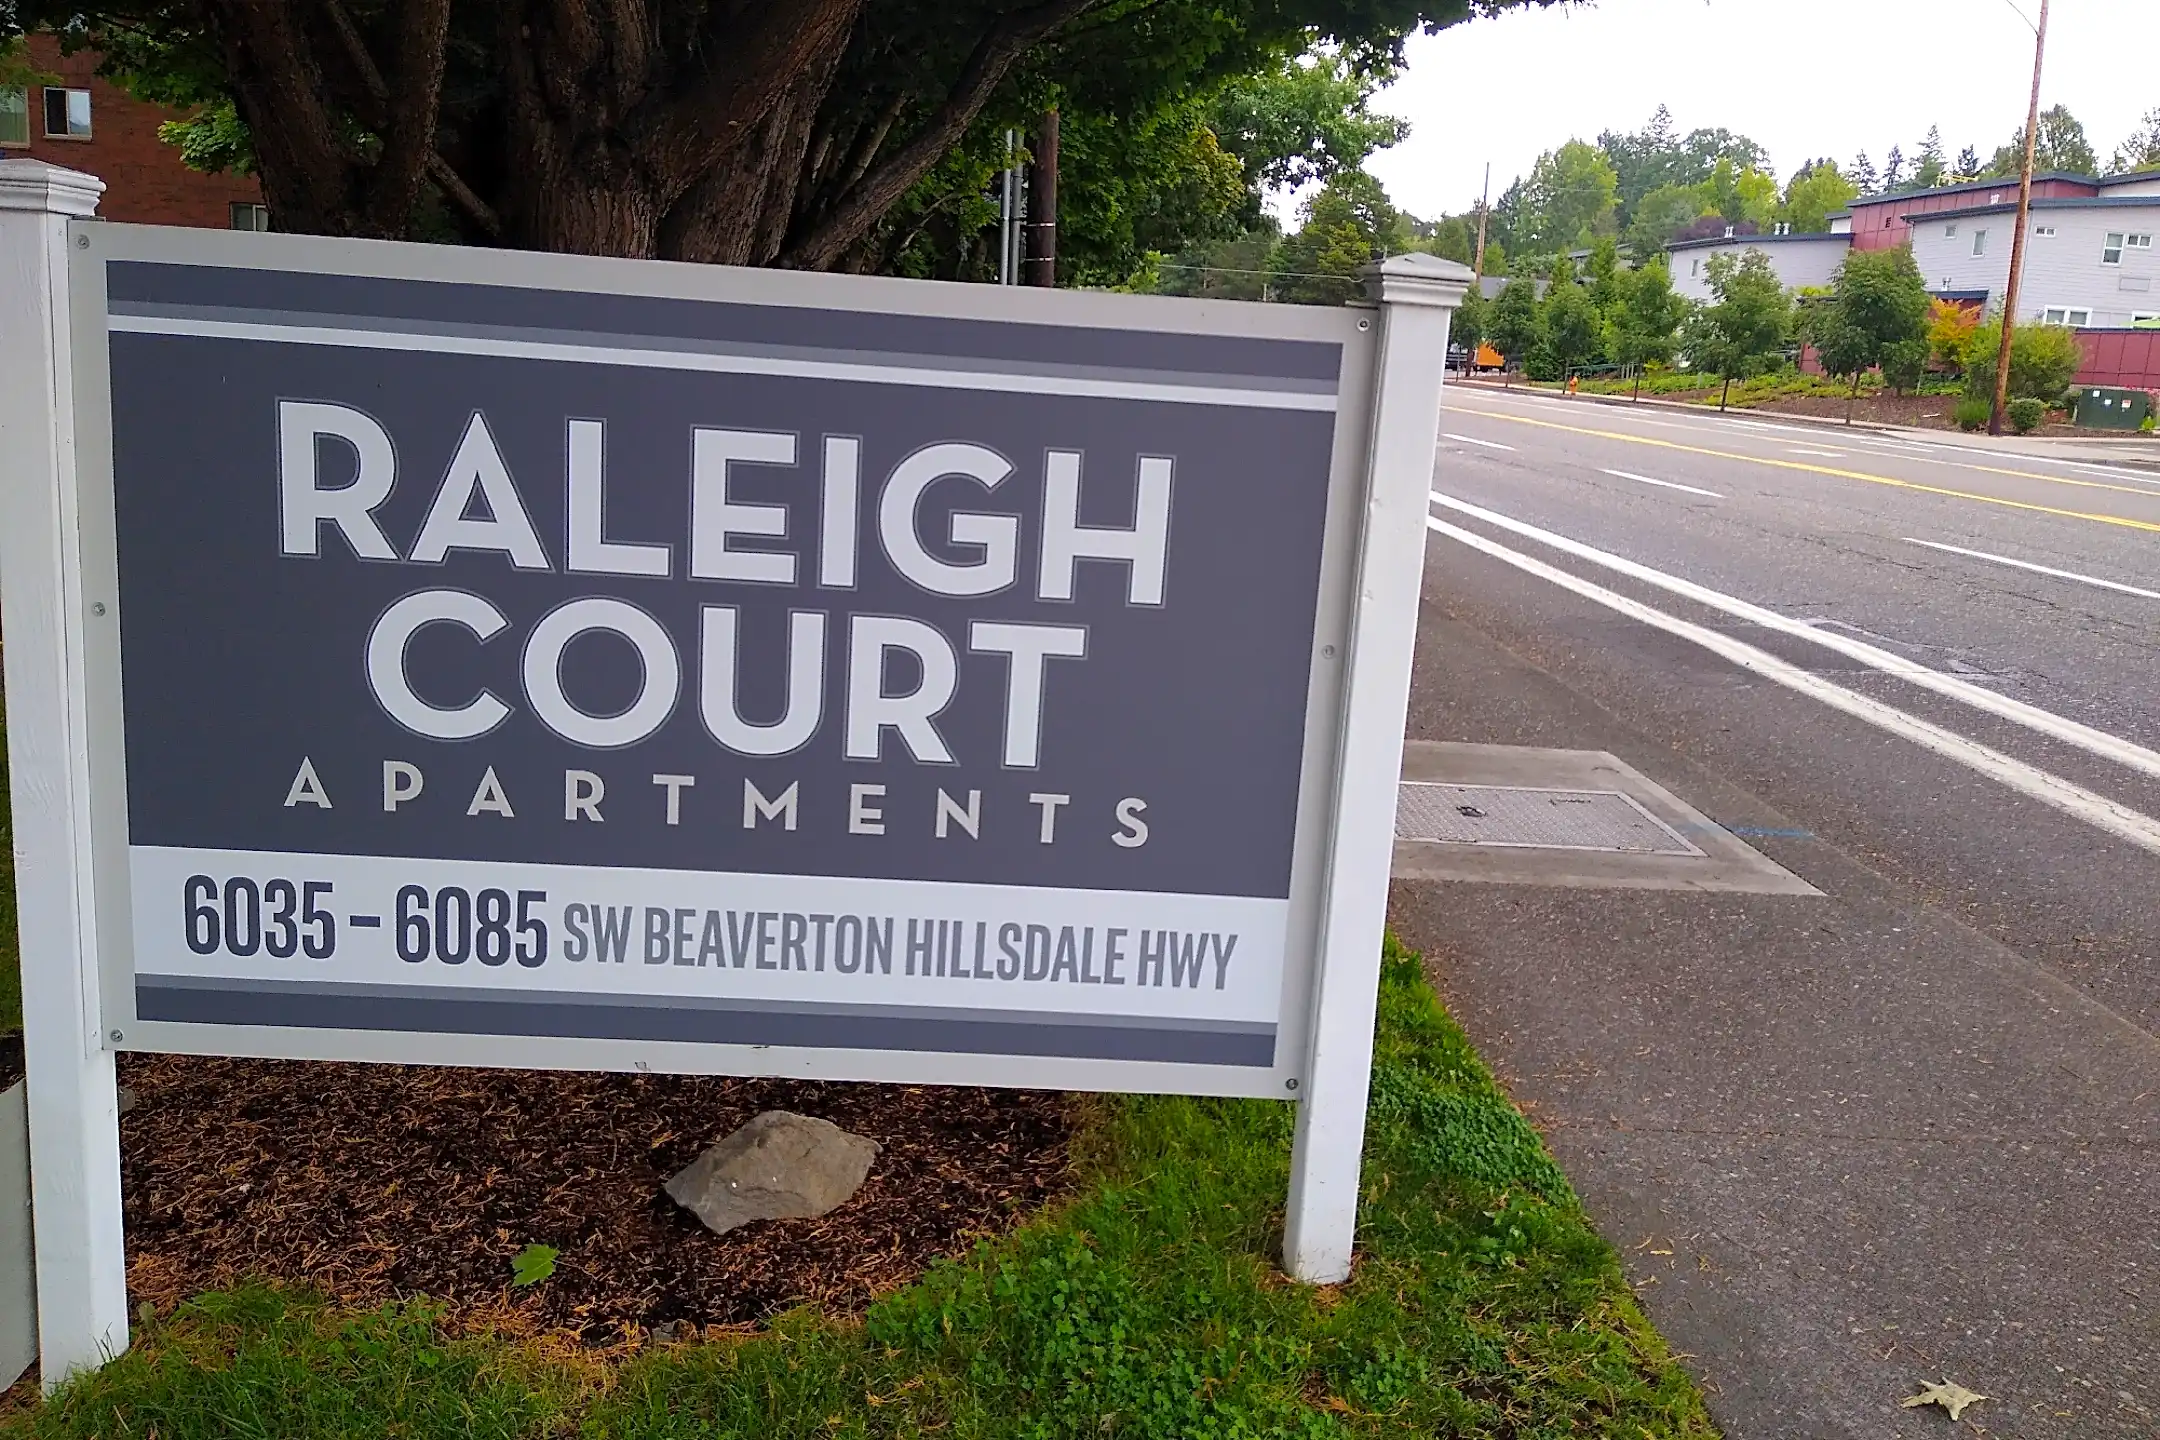 RALEIGH
COURT
APARTMENTS
6035 - 6085 SW BEAVERTON HILLSDALE HWY